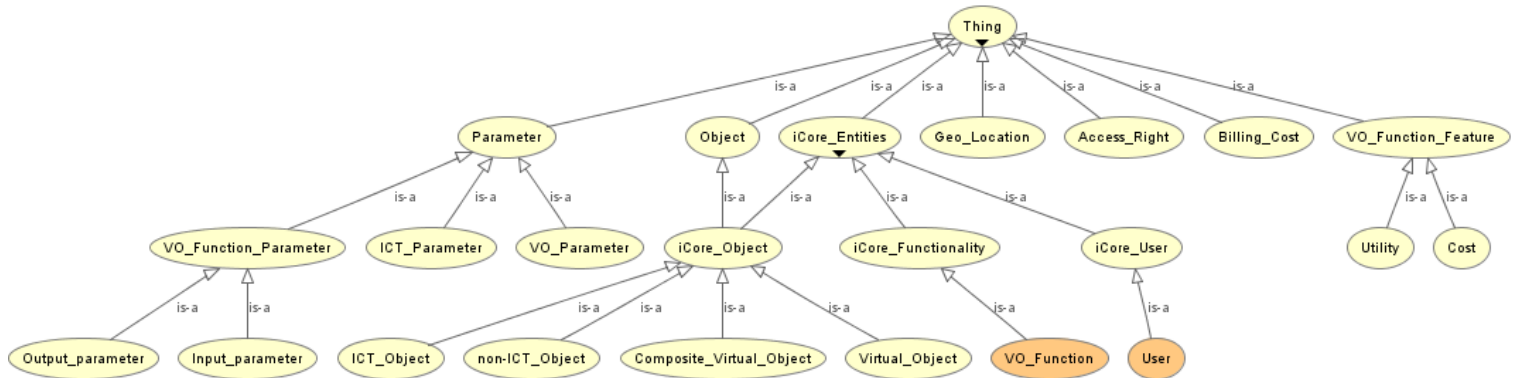 Thing
is-a is-a is-a is-a is-a is-a is-a
Parameter Object iCore_Entities Geo_Location Access_Right Billing_Cost VO_Function_Feature
is-a is-a is-a is-a is-a is-a is-a is-a is-a
VO_Function_Parameter ICT_Parameter VO_Parameter iCore_Object iCore_Functionality iCore_User Utility Cost
is-a is-a is-a is-a is-a is-a is-a is-a
Output_parameter Input_parameter ICT_Object non-ICT_Object Composite_Virtual_Object Virtual_Object VO_Function User